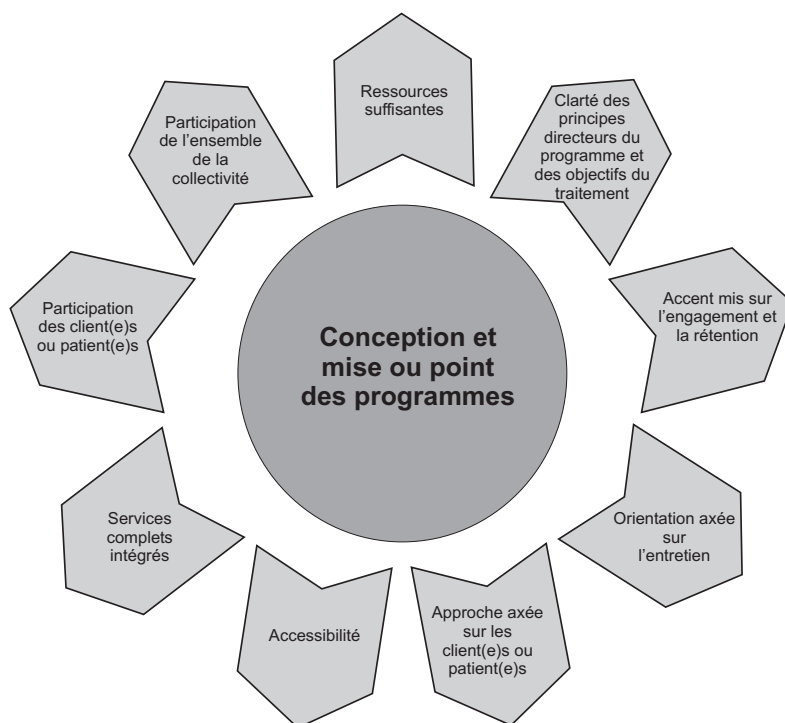 Ressources
suffisantes
Clarté des
principes
directeurs du
programme et
des objectifs du
traitement
Accent mis sur
l'engagement et
la rétention
Orientation axée
sur
l'entretien
Approche axée
sur les
client(e)s ou
patient(e)s
Accessibilité
Services
complets
intégrés
Participation
des client(e)s
ou patient(e)s
Participation
de l'ensemble
de la
collectivité
Conception et
mise ou point
des programmes